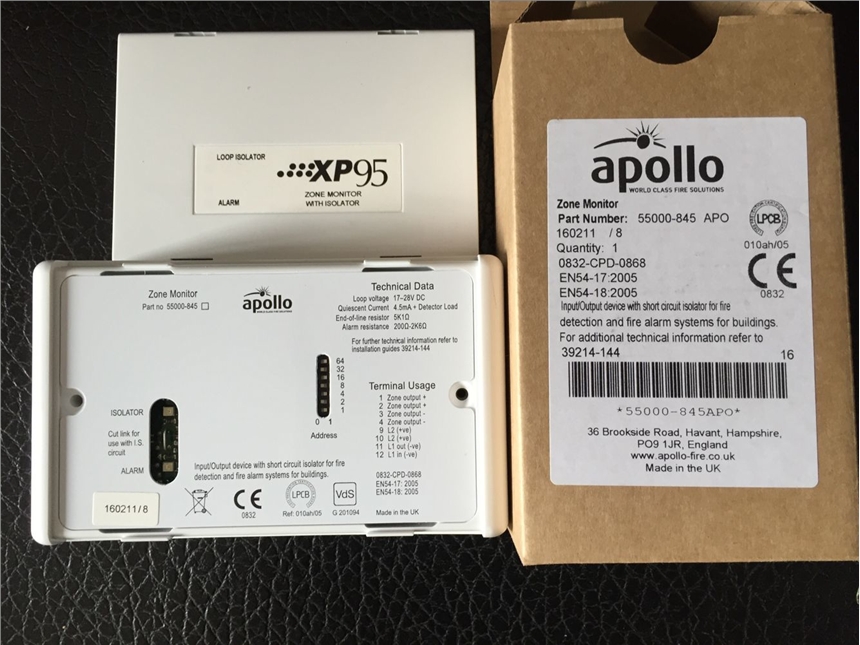 LOOP ISOLATOR
XP95
ZONE MONITOR
WITH ISOLATOR
ALARM
Zone Monitor
Part no 55000-845
apollo
Technical Data
Loop voltage 17–28V DC
Quiescent Current 4.5mA + Detector Load
End-of-line resistor 5K1Ω
Alarm resistance 200Ω-2K6Ω
For further technical information refer to
installation guides 39214-144
64
32
16
8
4
2
1
0 1
Address
Terminal Usage
1 Zone output +
2 Zone output +
3 Zone output -
4 Zone output -
9 L2 (+ve)
10 L2 (+ve)
11 L1 out (-ve)
12 L1 in (-ve)
ISOLATOR
Cut link for
use with I.S.
circuit
ALARM
Input/Output device with short circuit isolator for fire
detection and fire alarm systems for buildings.
0832-CPD-0868
EN54-17: 2005
EN54-18: 2005
160211/8
CE
0832
LPCB
Ref: 010ah/05
VdS
G 201094
Made in the UK
apollo
WORLD CLASS FIRE SOLUTIONS
Zone Monitor
Part Number: 55000-845 APO
160211 / 8
Quantity: 1
0832-CPD-0868
EN54-17:2005
EN54-18:2005
LPCB
010ah/05
CE
0832
Input/Output device with short circuit isolator for fire
detection and fire alarm systems for buildings.
For additional technical information refer to
39214-144
16
*55000-845APO*
36 Brookside Road, Havant, Hampshire,
PO9 1JR, England
www.apollo-fire.co.uk
Made in the UK